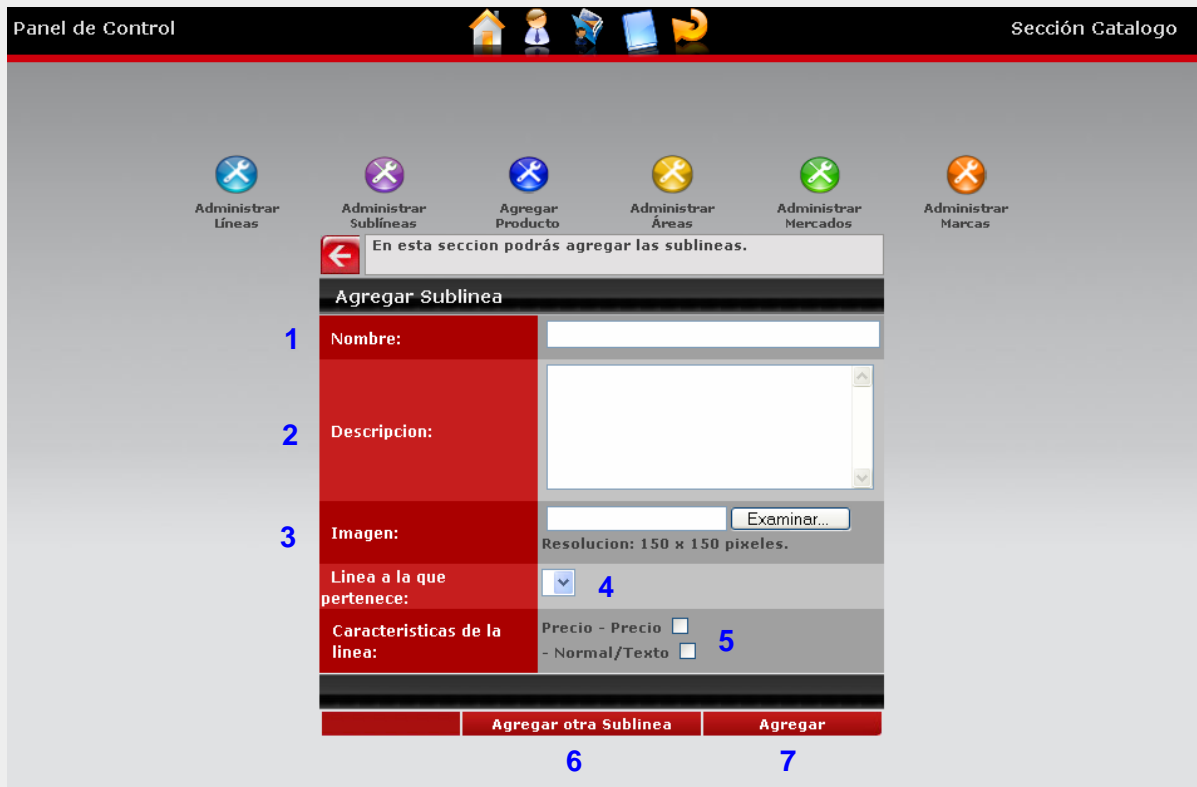 Panel de Control
Sección Catalogo
Administrar
Líneas
Administrar
Sublíneas
Agregar
Producto
Administrar
Áreas
Administrar
Mercados
Administrar
Marcas
En esta seccion podrás agregar las sublineas.
Agregar Sublinea
1
Nombre:
2
Descripcion:
3
Imagen:
Examinar...
Resolucion: 150 x 150 pixeles.
Linea a la que
pertenece:
4
Caracteristicas de la
linea:
Precio - Precio
- Normal/Texto
5
Agregar otra Sublinea
Agregar
6
7